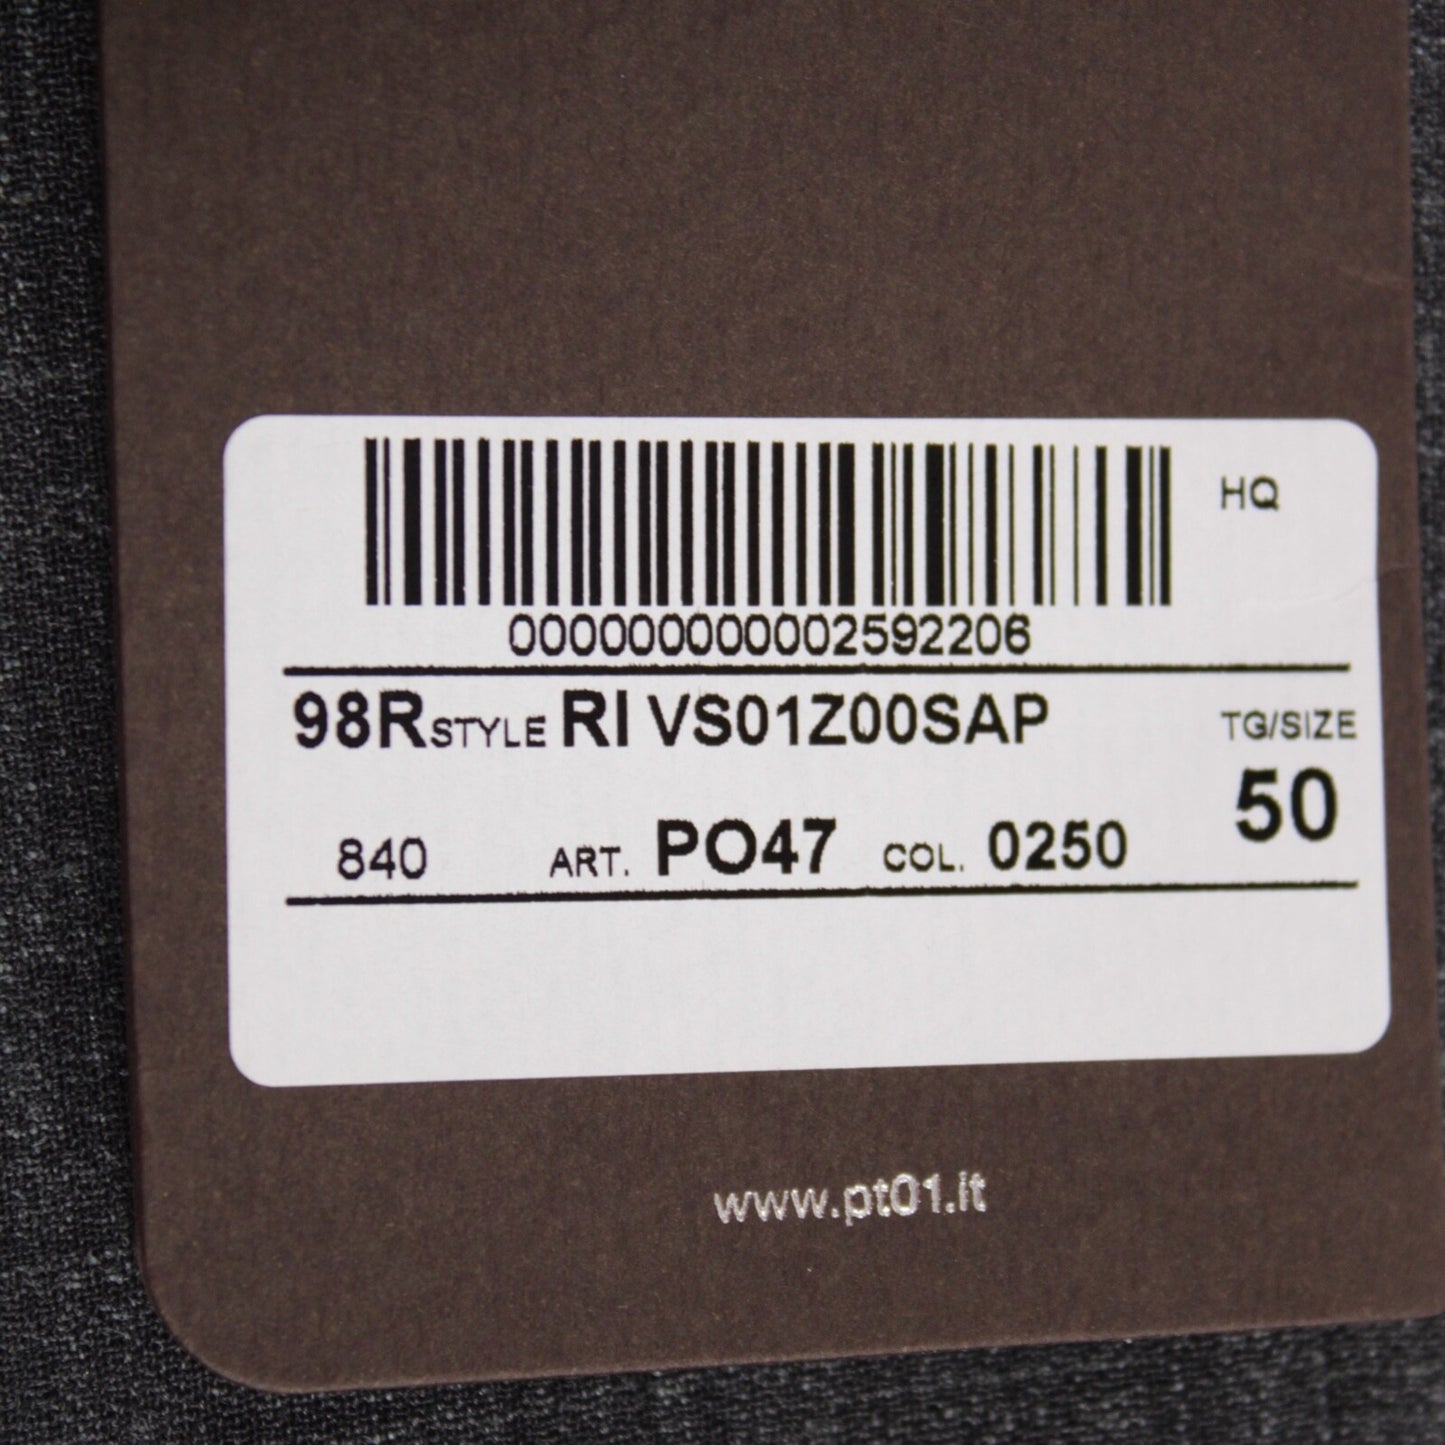 HQ
000000000002592206
98R STYLE RI VS01Z00SAP TG/SIZE
50
840 ART. PO47 COL. 0250
www.pt01.it